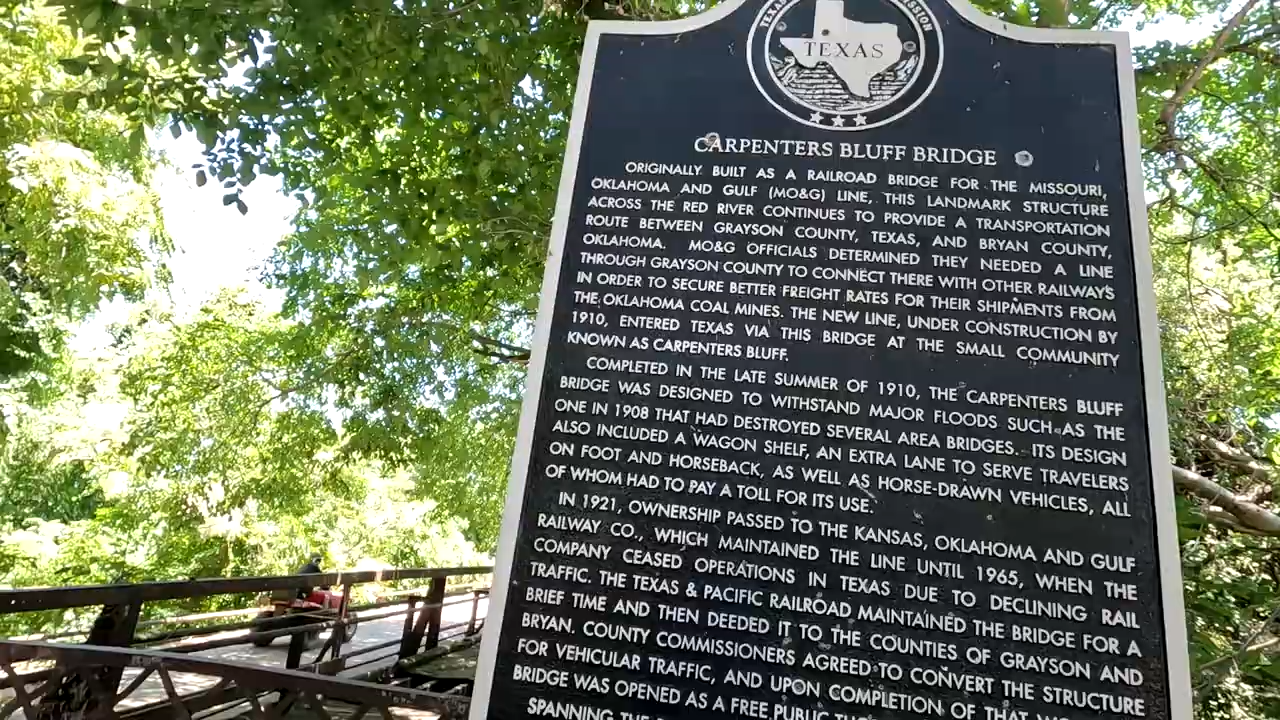 TEXAS
TEXAS
CARPENTERS BLUFF BRIDGE
ORIGINALLY BUILT AS A RAILROAD BRIDGE FOR THE MISSOURI,
OKLAHOMA AND GULF (MO&G) LINE, THIS LANDMARK STRUCTURE
ACROSS THE RED RIVER CONTINUES TO PROVIDE A TRANSPORTATION
ROUTE BETWEEN GRAYSON COUNTY, TEXAS, AND BRYAN COUNTY,
OKLAHOMA. MO&G OFFICIALS DETERMINED THEY NEEDED A LINE
THROUGH GRAYSON COUNTY TO CONNECT THERE WITH OTHER RAILWAYS
IN ORDER TO SECURE BETTER FREIGHT RATES FOR THEIR SHIPMENTS FROM
THE OKLAHOMA COAL MINES. THE NEW LINE, UNDER CONSTRUCTION BY
1910, ENTERED TEXAS VIA THIS BRIDGE AT THE SMALL COMMUNITY
KNOWN AS CARPENTERS BLUFF.
COMPLETED IN THE LATE SUMMER OF 1910, THE CARPENTERS BLUFF
BRIDGE WAS DESIGNED TO WITHSTAND MAJOR FLOODS SUCH AS THE
ONE IN 1908 THAT HAD DESTROYED SEVERAL AREA BRIDGES. ITS DESIGN
ALSO INCLUDED A WAGON SHELF, AN EXTRA LANE TO SERVE TRAVELERS
ON FOOT AND HORSEBACK, AS WELL AS HORSE-DRAWN VEHICLES, ALL
OF WHOM HAD TO PAY A TOLL FOR ITS USE.
IN 1921, OWNERSHIP PASSED TO THE KANSAS, OKLAHOMA AND GULF
RAILWAY CO., WHICH MAINTAINED THE LINE UNTIL 1965, WHEN THE
COMPANY CEASED OPERATIONS IN TEXAS DUE TO DECLINING RAIL
TRAFFIC. THE TEXAS & PACIFIC RAILROAD MAINTAINED THE BRIDGE FOR A
BRIEF TIME AND THEN DEEDED IT TO THE COUNTIES OF GRAYSON AND
BRYAN. COUNTY COMMISSIONERS AGREED TO CONVERT THE STRUCTURE
FOR VEHICULAR TRAFFIC, AND UPON COMPLETION OF THAT
BRIDGE WAS OPENED AS A FREE PUBLIC
SPANNING THE